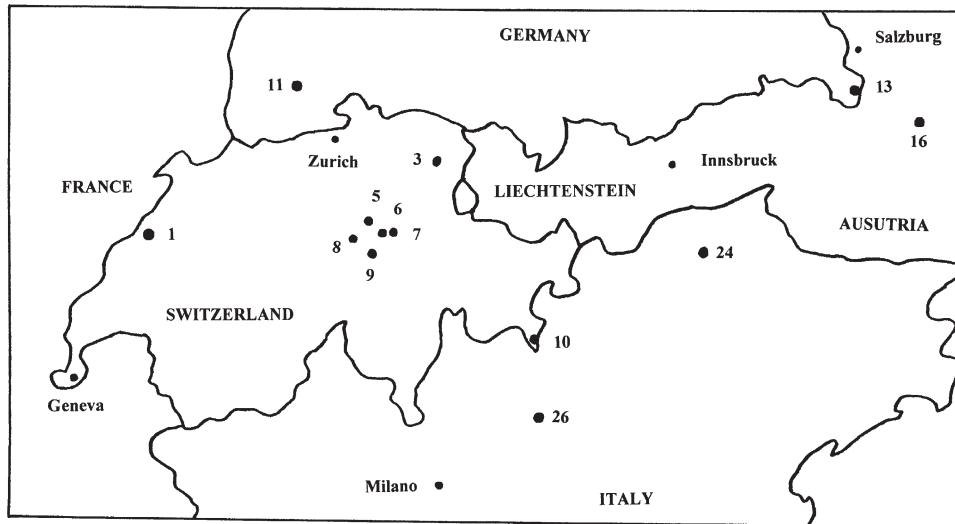 GERMANY
Salzburg
11
13
16
Zurich
3
Innsbruck
FRANCE
LIECHTENSTEIN
5
6
1
8
7
AUSUTRIA
9
24
SWITZERLAND
10
Geneva
26
Milano
ITALY